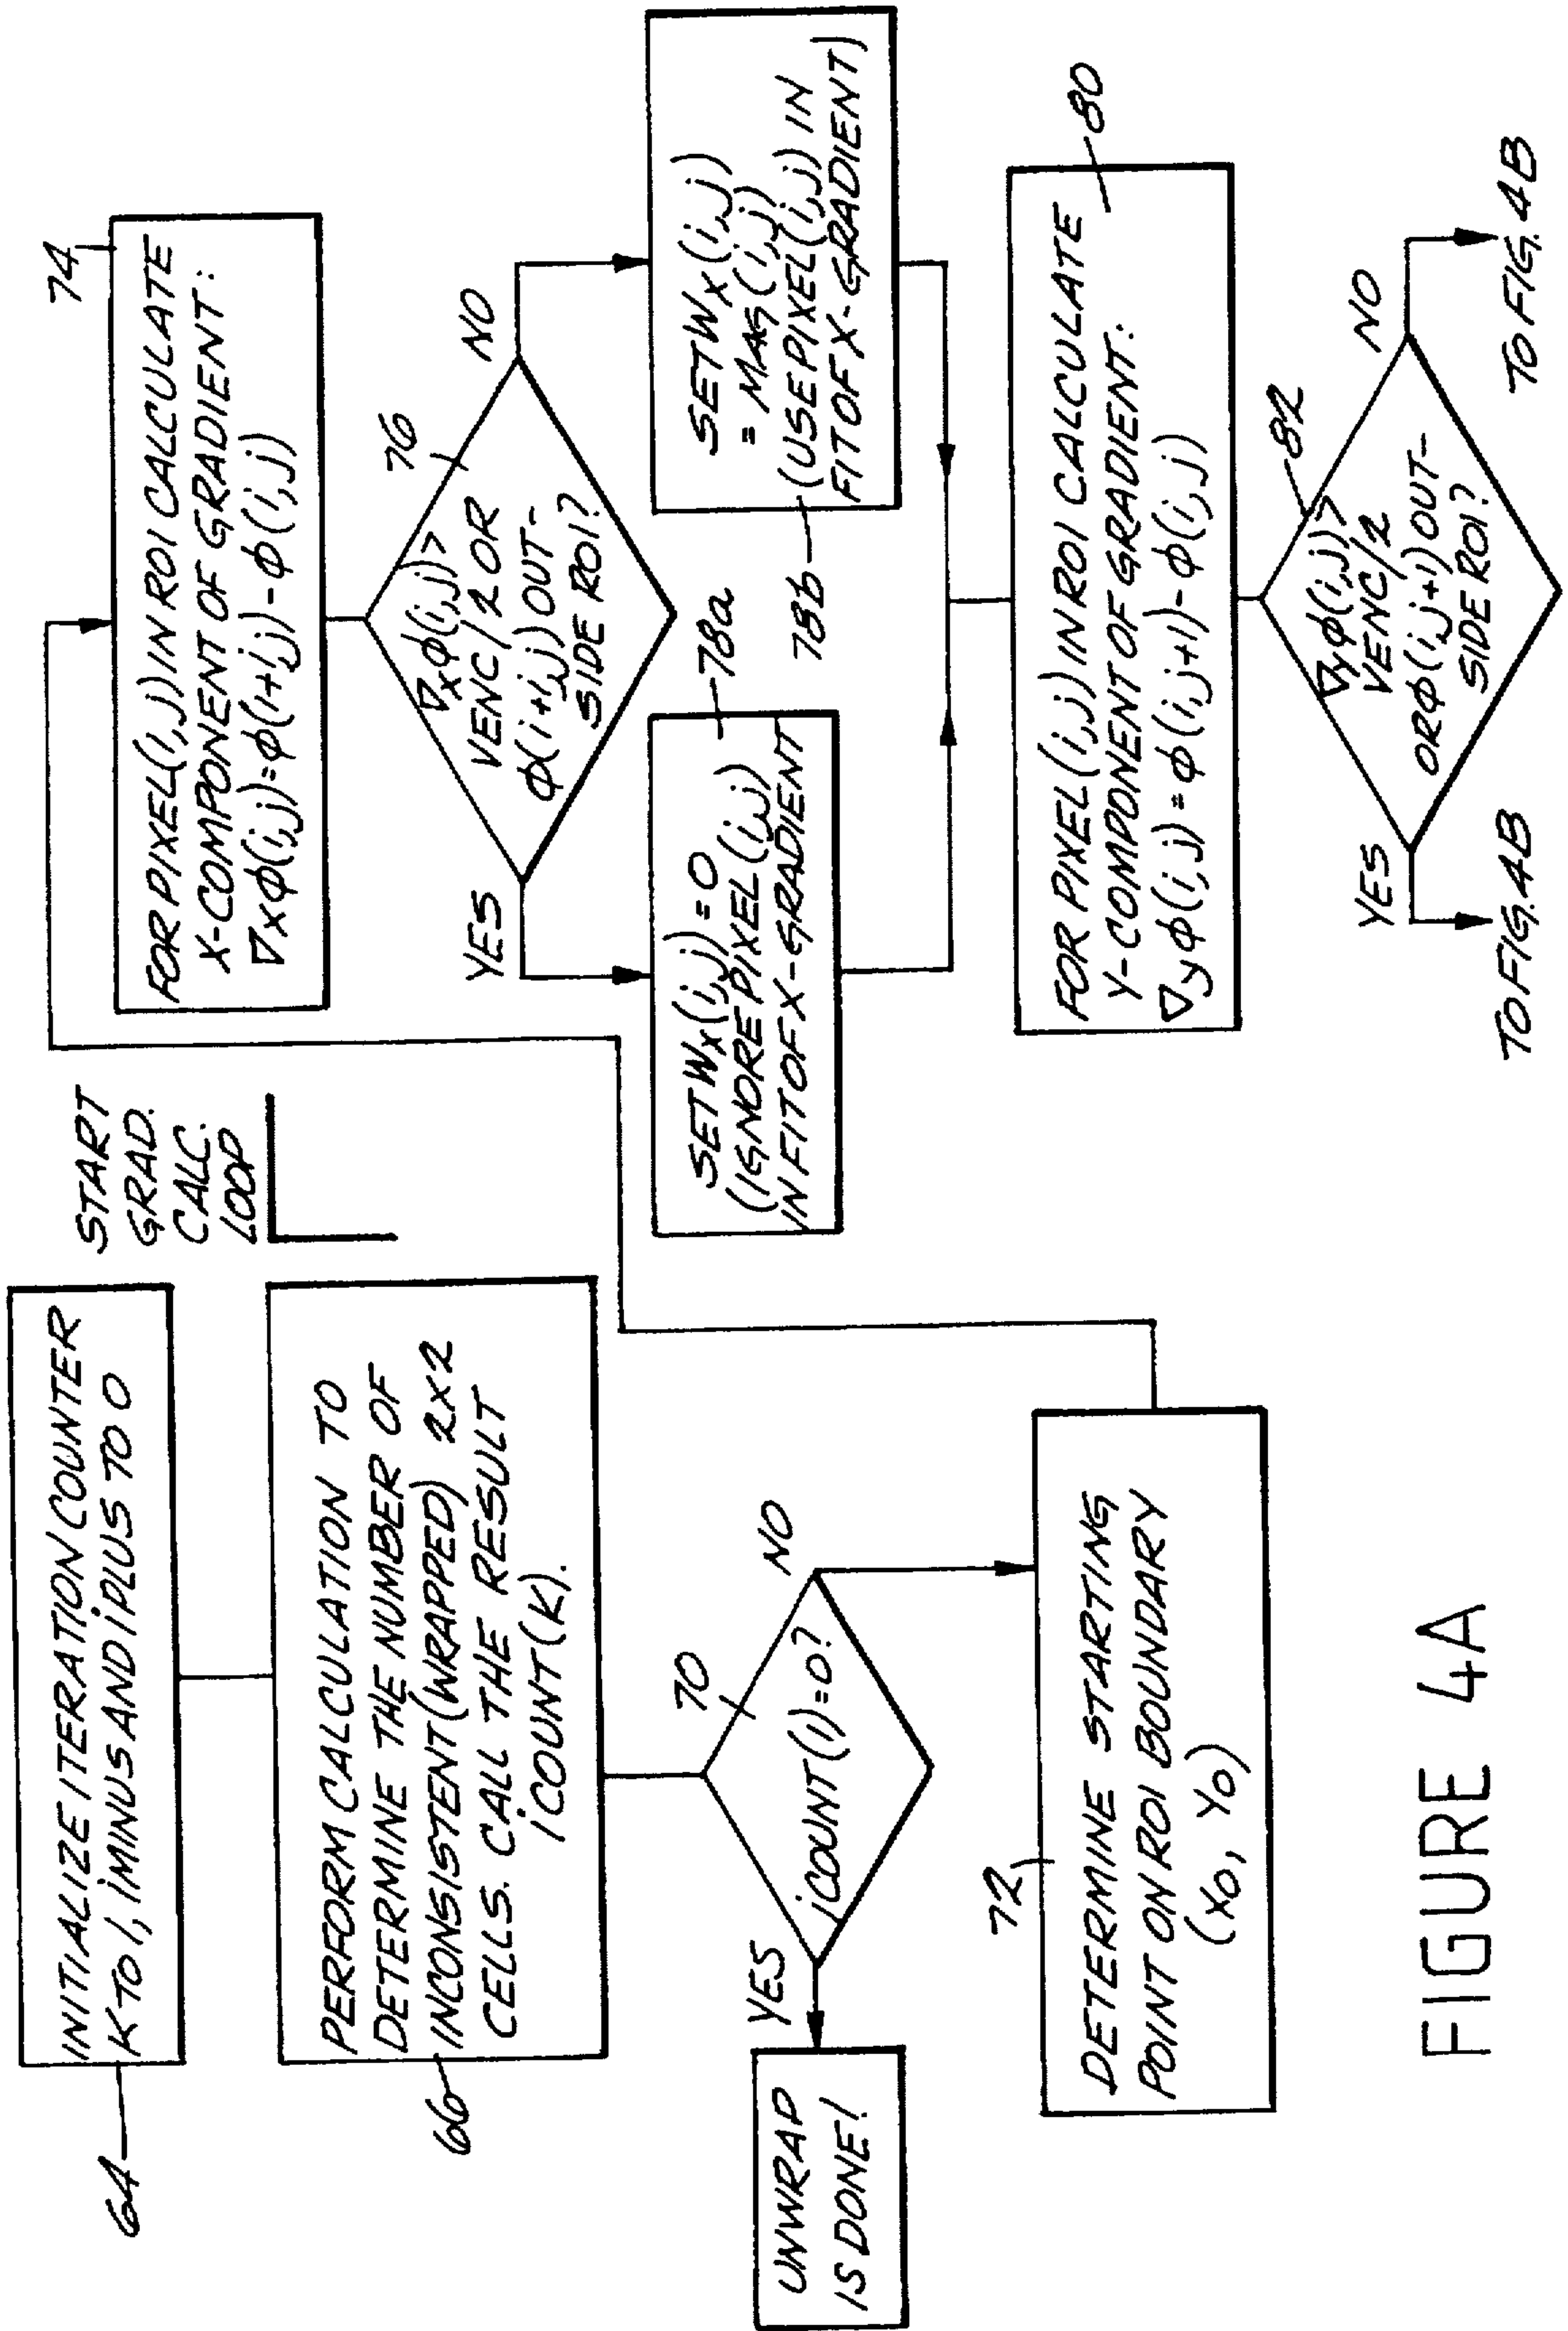 64
INITIALIZE ITERATION COUNTER
K TO 1, iMINUS AND iPLUS TO 0
66
PERFORM CALCULATION TO
DETERMINE THE NUMBER OF
INCONSISTENT (WRAPPED) 2X2
CELLS. CALL THE RESULT
iCOUNT(K).
70
iCOUNT(1)=0?
YES
NO
UNWRAP
IS DONE!
72
DETERMINE STARTING
POINT ON ROI BOUNDARY
(X0, Y0)
START
GRAD.
CALC.
LOOP
74
FOR PIXEL(i,j) IN ROI CALCULATE
X-COMPONENT OF GRADIENT:
∇xϕ(i,j)=ϕ(i+1,j)-ϕ(i,j)
76
∇xϕ(i,j)>
VENC/2 OR
ϕ(i+1,j) OUT-
SIDE ROI?
YES
NO
78a
SET Wx(i,j)=0
(IGNORE PIXEL(i,j)
IN FIT OF X-GRADIENT
78b
SET Wx(i,j)
= MAG(i,j)
(USE PIXEL(i,j) IN
FIT OF X-GRADIENT)
80
FOR PIXEL(i,j) IN ROI CALCULATE
Y-COMPONENT OF GRADIENT:
∇yϕ(i,j)=ϕ(i,j+1)-ϕ(i,j)
82
∇yϕ(i,j)>
VENC/2
OR ϕ(i,j+1) OUT-
SIDE ROI?
YES
NO
TO FIG. 4B
TO FIG. 4B
FIGURE 4A